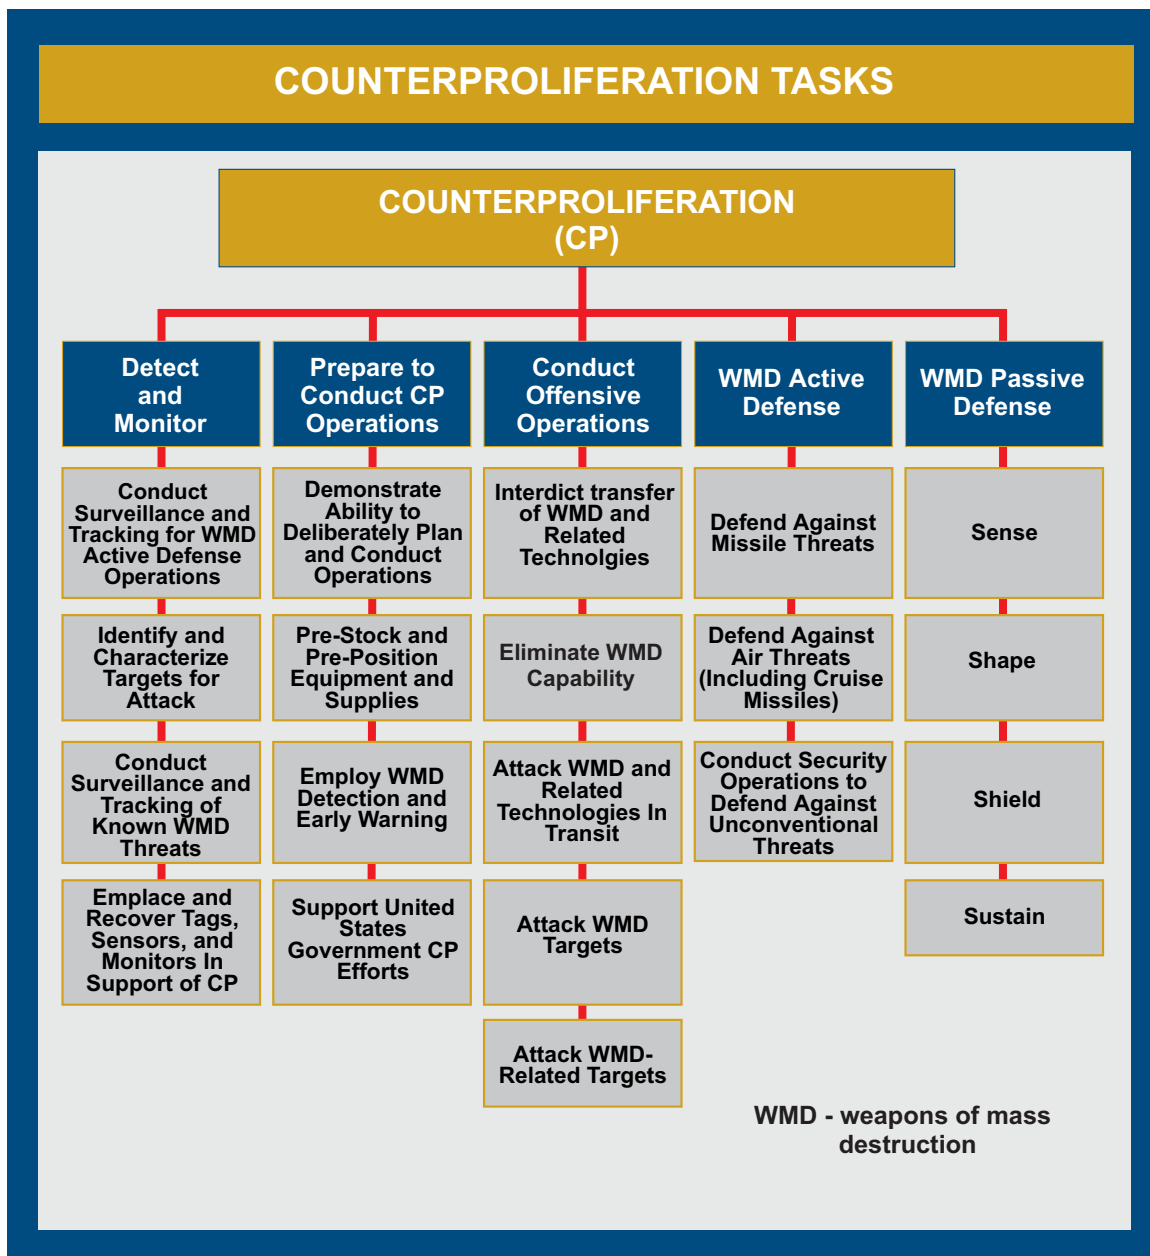 COUNTERPROLIFERATION TASKS
COUNTERPROLIFERATION
(CP)
Detect
and
Monitor
Conduct
Surveillance and
Tracking for WMD
Active Defense
Operations
Identify and
Characterize
Targets for
Attack
Conduct
Surveillance and
Tracking of
Known WMD
Threats
Emplace and
Recover Tags,
Sensors, and
Monitors In
Support of CP
Prepare to
Conduct CP
Operations
Demonstrate
Ability to
Deliberately Plan
and Conduct
Operations
Pre-Stock and
Pre-Position
Equipment and
Supplies
Employ WMD
Detection and
Early Warning
Support United
States
Government CP
Efforts
Conduct
Offensive
Operations
Interdict transfer
of WMD and
Related
Technolgies
Eliminate WMD
Capability
Attack WMD and
Related
Technologies In
Transit
Attack WMD
Targets
Attack WMD-
Related Targets
WMD Active
Defense
Defend Against
Missile Threats
Defend Against
Air Threats
(Including Cruise
Missiles)
Conduct Security
Operations to
Defend Against
Unconventional
Threats
WMD Passive
Defense
Sense
Shape
Shield
Sustain
WMD - weapons of mass
destruction